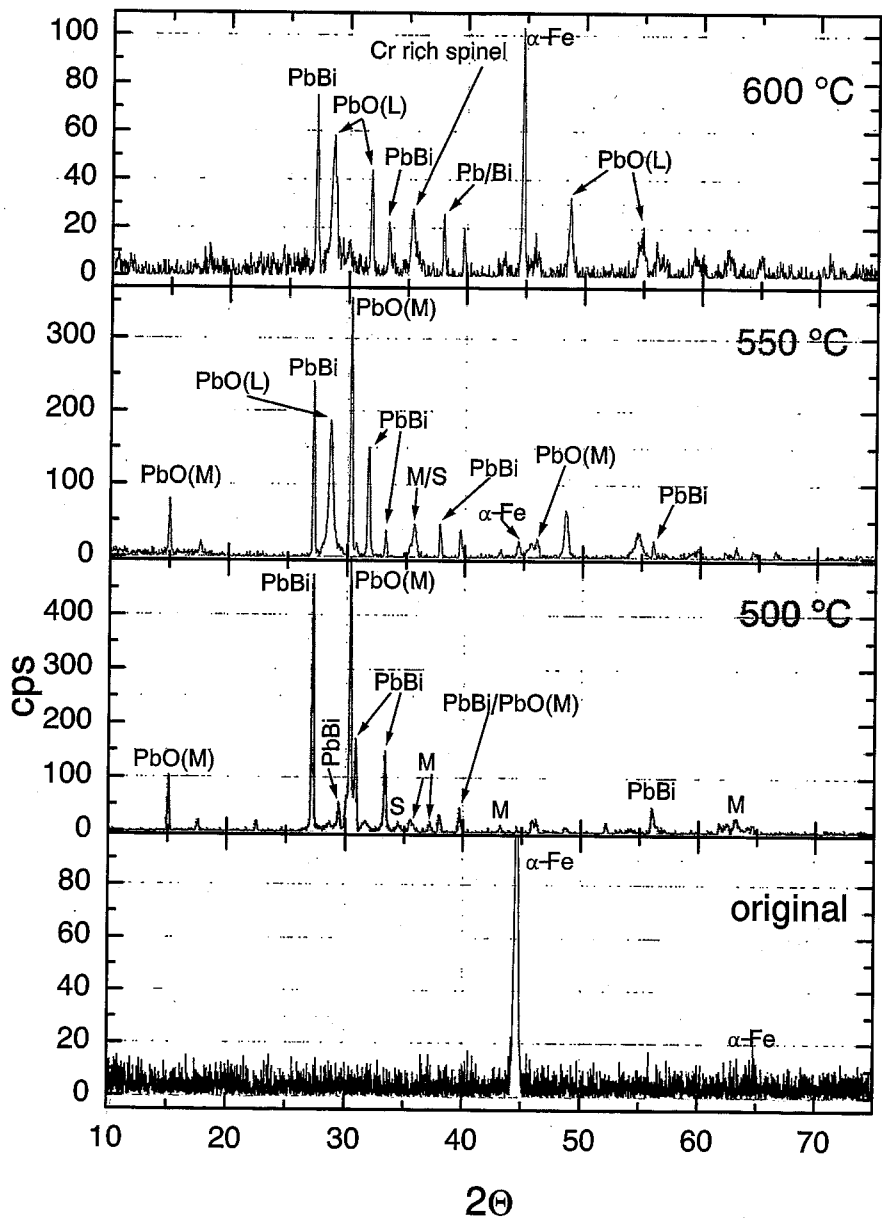 100
80
60
40
20
0
PbBi
PbO(L)
Cr rich spinel
PbBi
Pb/Bi
α-Fe
PbO(L)
600 °C
300
200
100
0
PbO(M)
PbO(L)
PbBi
PbO(M)
PbBi
M/S
PbBi
α-Fe
PbO(M)
PbBi
550 °C
cps
400
300
200
100
0
PbO(M)
PbBi
PbBi
PbO(M)
PbBi
S
M
PbBi/PbO(M)
M
PbBi
M
500 °C
80
60
40
20
0
α-Fe
original
α-Fe
10 20 30 40 50 60 70
2Θ